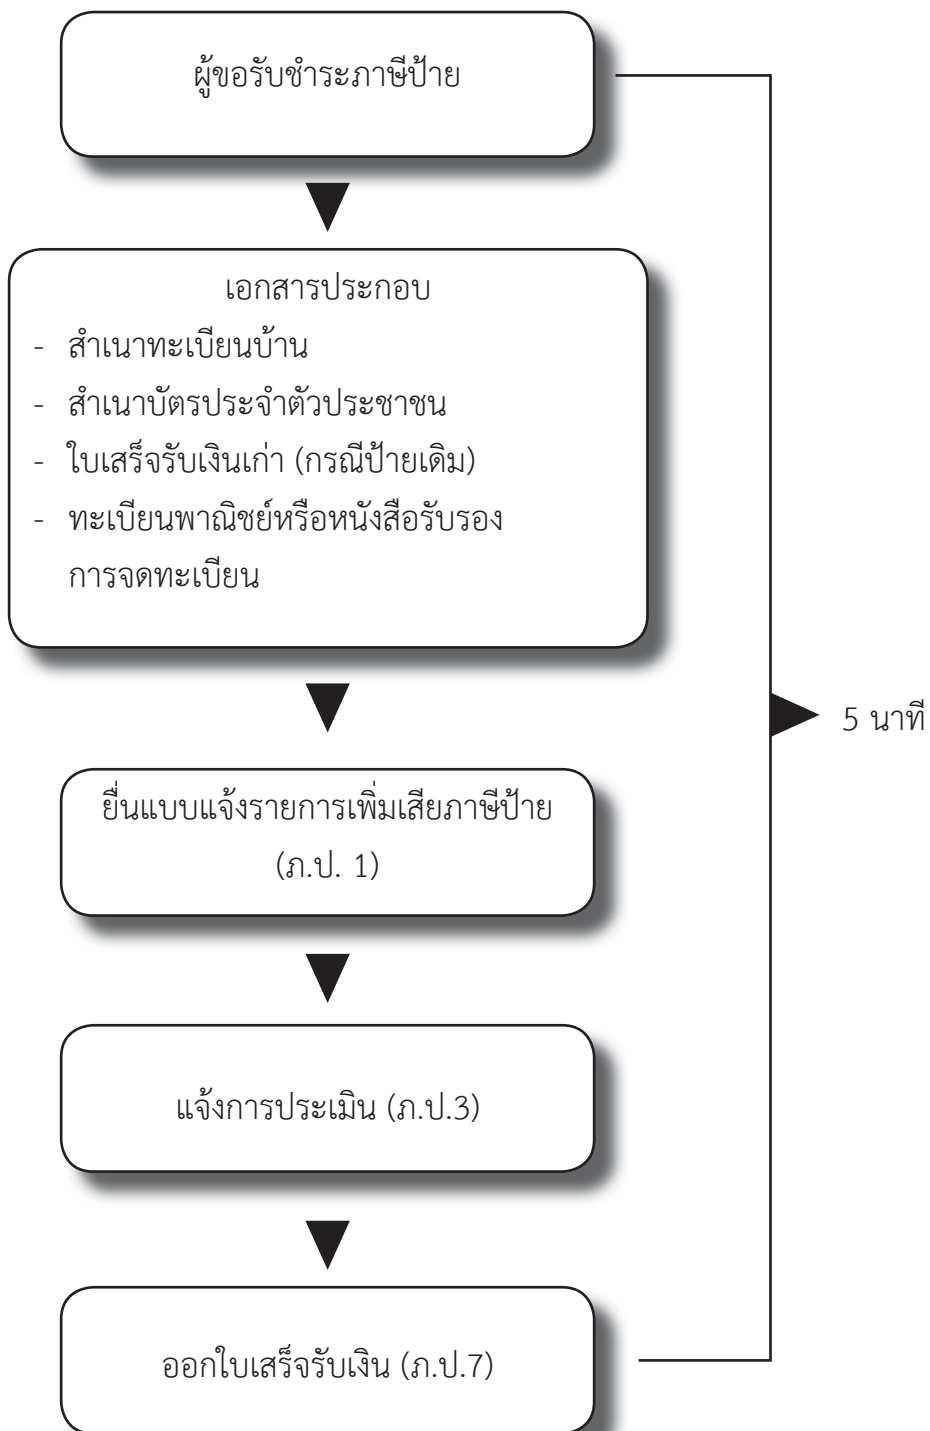 ผู้ขอรับชำระภาษีป้าย
เอกสารประกอบ
- สำเนาทะเบียนบ้าน
- สำเนาบัตรประจำตัวประชาชน
- ใบเสร็จรับเงินเก่า (กรณีป้ายเดิม)
- ทะเบียนพาณิชย์หรือหนังสือรับรอง
การจดทะเบียน
5 นาที
ยื่นแบบแจ้งรายการเพิ่มเสียภาษีป้าย
(ภ.ป. 1)
แจ้งการประเมิน (ภ.ป.3)
ออกใบเสร็จรับเงิน (ภ.ป.7)